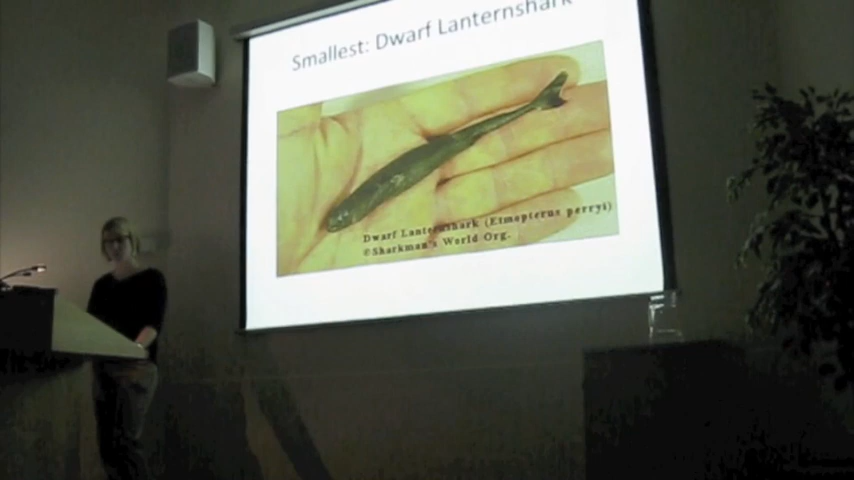 Smallest: Dwarf Lanternshark
Dwarf Lanternshark (Etmopterus perryi)
©Sharkman's World Org.